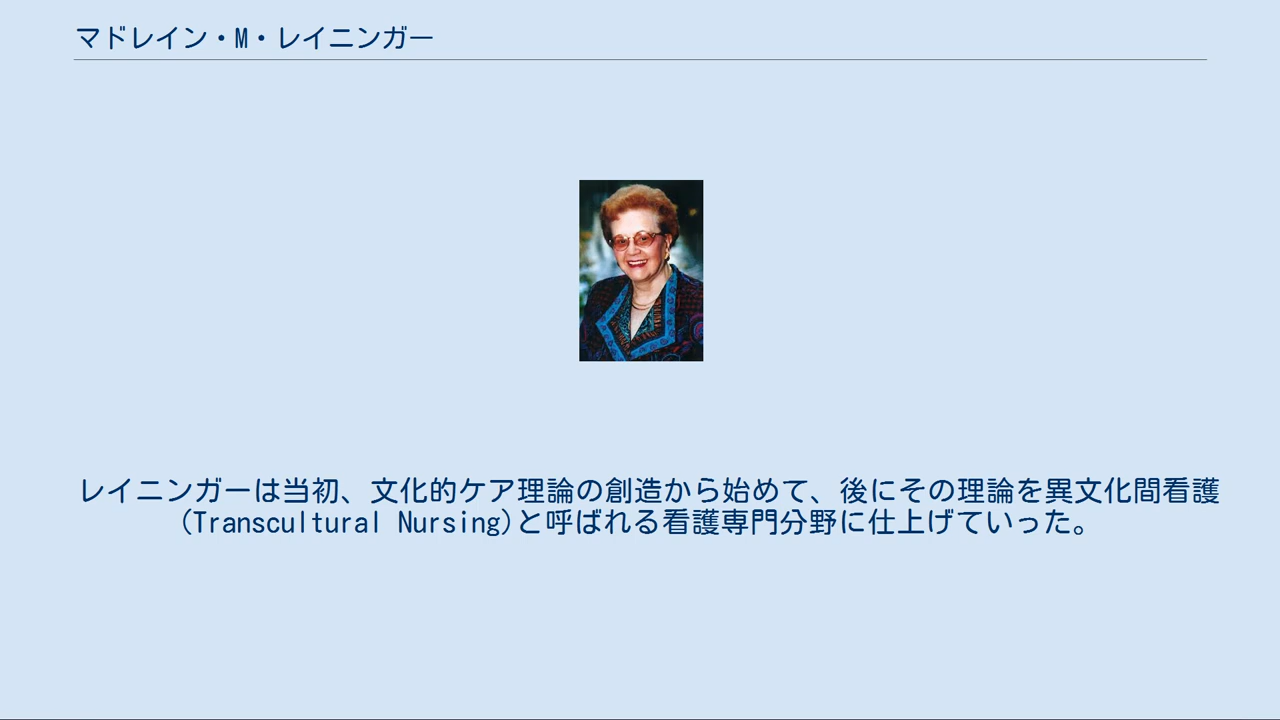 マドレイン・M・レイニンガー
レイニンガーは当初、文化的ケア理論の創造から始めて、後にその理論を異文化間看護
(Transcultural Nursing)と呼ばれる看護専門分野に仕上げていった。